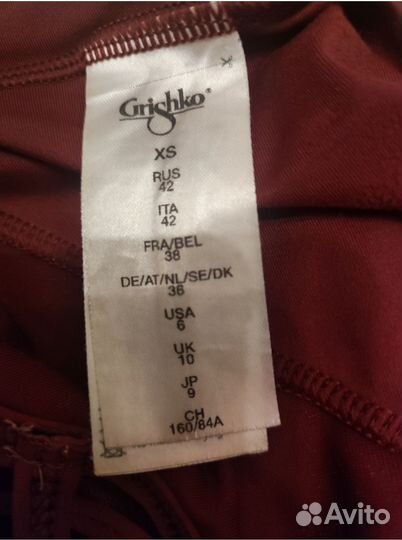 Grishko®
XS
RUS
42
ITA
42
FRA/BEL
38
DE/AT/NL/SE/DK
36
USA
6
UK
10
JP
9
CH
160/84A
Avito